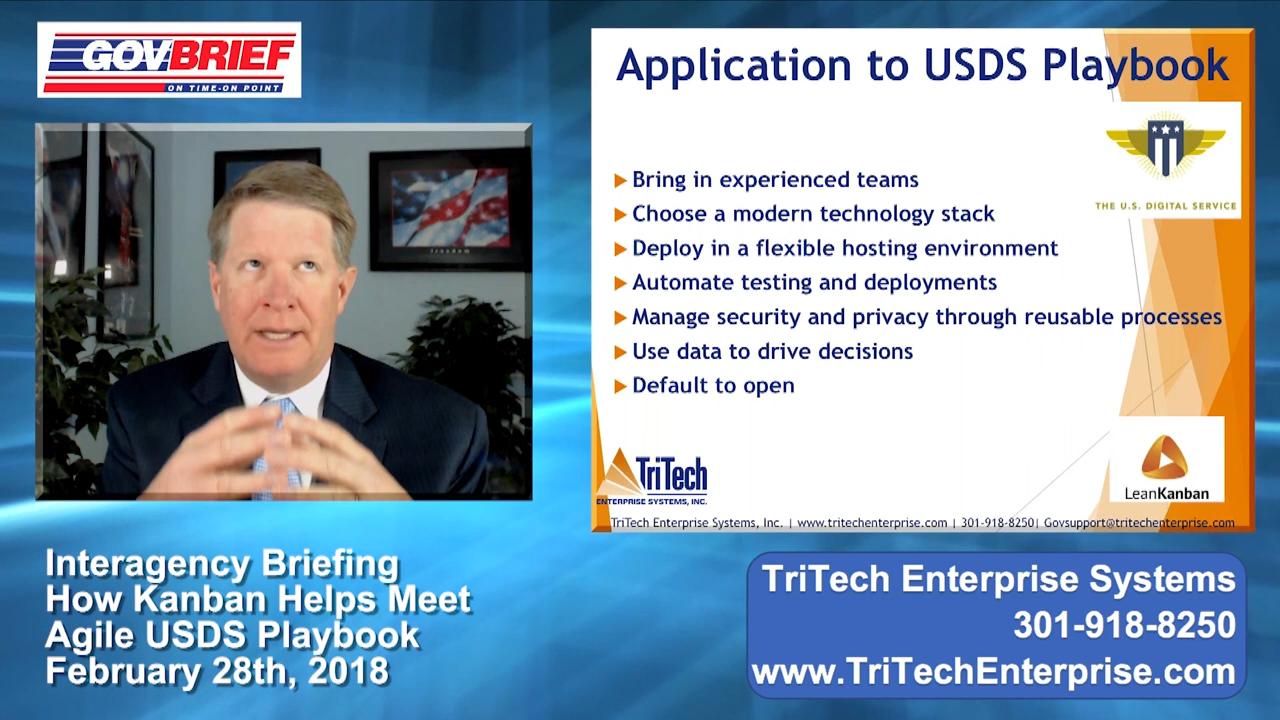 GOVBRIEF
ON TIME-ON POINT
freedom
Interagency Briefing
How Kanban Helps Meet
Agile USDS Playbook
February 28th, 2018
Application to USDS Playbook
THE U.S. DIGITAL SERVICE
Bring in experienced teams
Choose a modern technology stack
Deploy in a flexible hosting environment
Automate testing and deployments
Manage security and privacy through reusable processes
Use data to drive decisions
Default to open
TriTech
ENTERPRISE SYSTEMS, INC.
LeanKanban
TriTech Enterprise Systems, Inc. | www.tritechenterprise.com | 301-918-8250| Govsupport@tritechenterprise.com
TriTech Enterprise Systems
301-918-8250
www.TriTechEnterprise.com